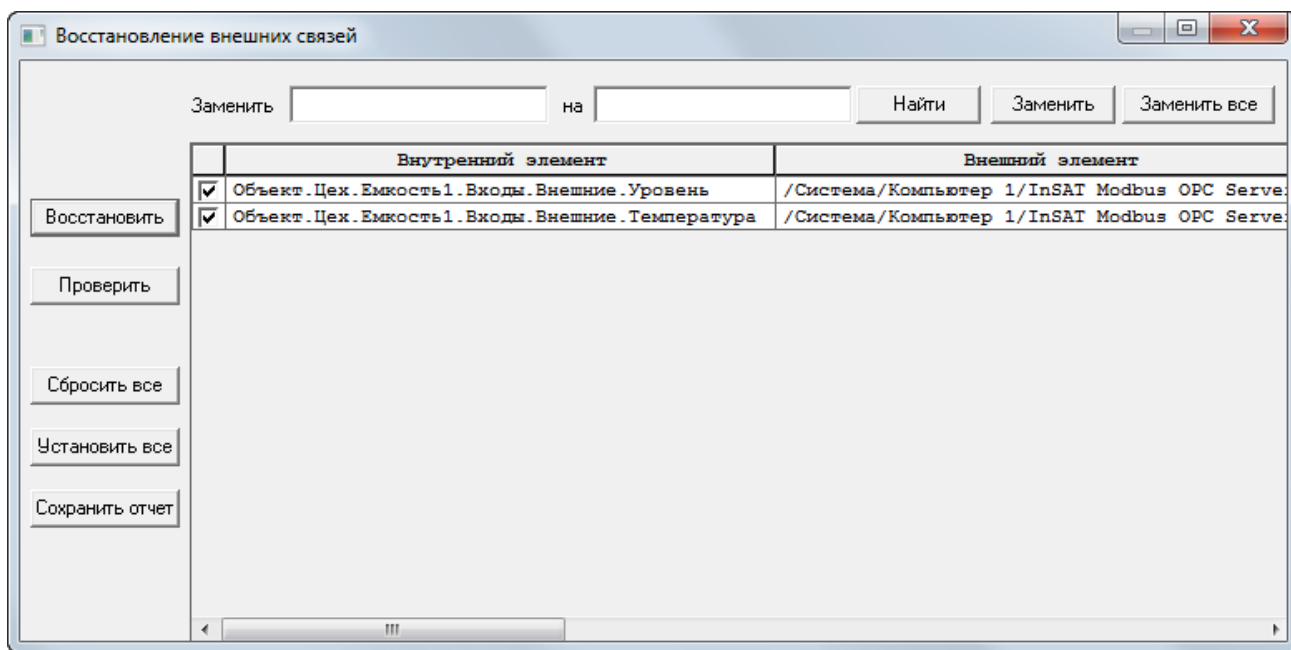 Восстановление внешних связей
Заменить на Найти Заменить Заменить все
Внутренний элемент Внешний элемент
Объект.Цех.Емкость1.Входы.Внешние.Уровень /Система/Компьютер 1/InSAT Modbus OPC Server
Объект.Цех.Емкость1.Входы.Внешние.Температура /Система/Компьютер 1/InSAT Modbus OPC Server
Восстановить
Проверить
Сбросить все
Установить все
Сохранить отчет